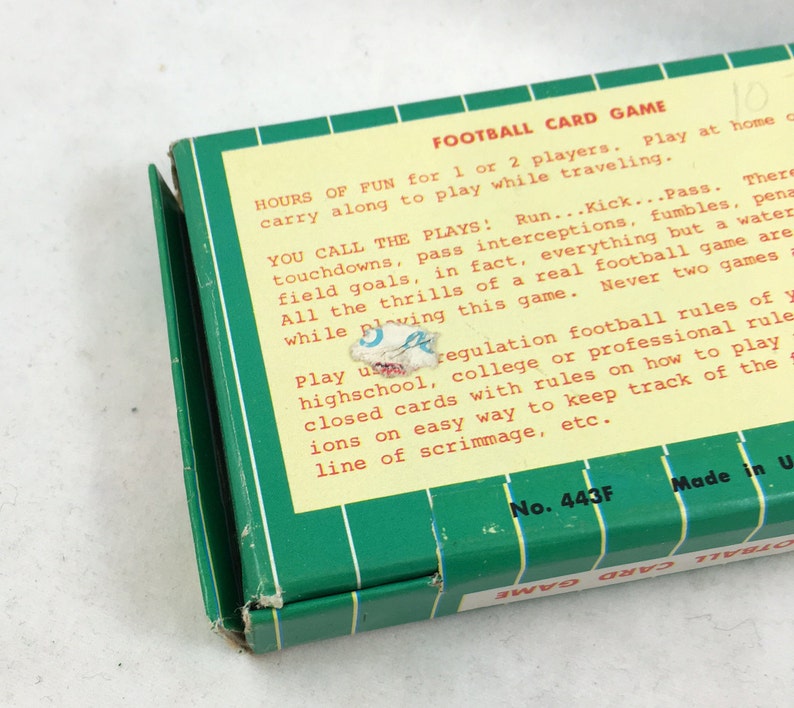 10
FOOTBALL CARD GAME
HOURS OF FUN for 1 or 2 players. Play at home
carry along to play while traveling.
YOU CALL THE PLAYS! Run...Kick...Pass. There
touchdowns, pass interceptions, fumbles,
field goals, in fact, everything but a water
All the thrills of a real football game are
while playing this game. Never two games
Play regulation football rules of
highschool, college or professional rule
closed cards with rules on how to play
ions on easy way to keep track of the
line of scrimmage, etc.
No. 443F Made in U
FOOTBALL CARD GAME